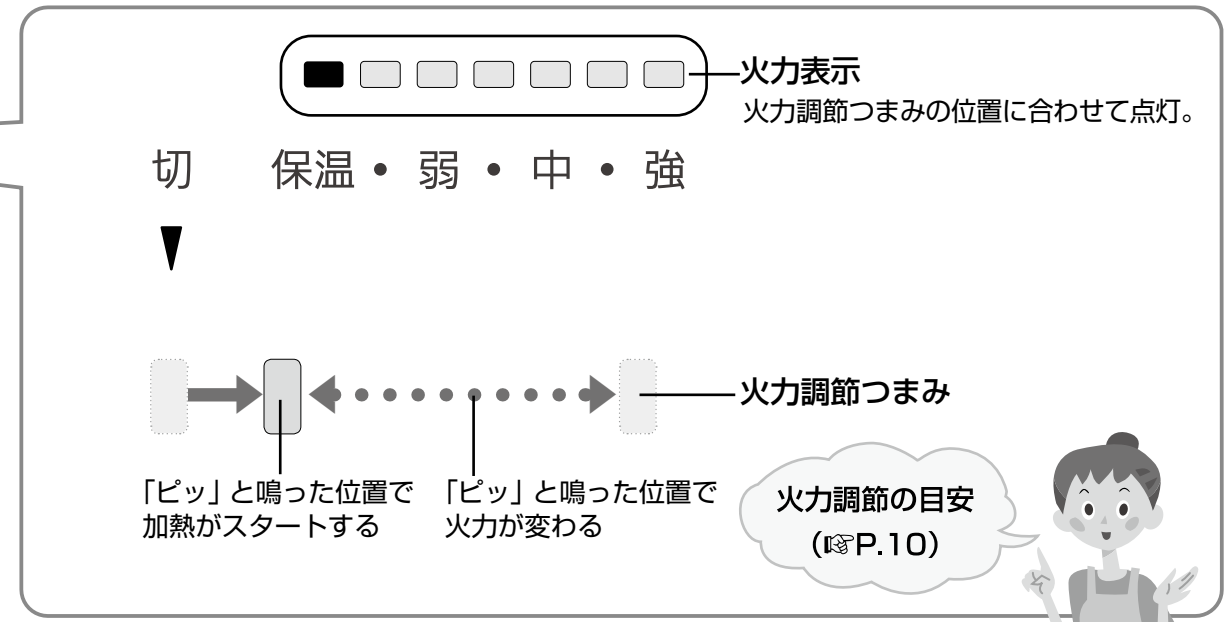 火力表示
火力調節つまみの位置に合わせて点灯。
切 保温・弱・中・強
火力調節つまみ
「ピッ」と鳴った位置で
加熱がスタートする
「ピッ」と鳴った位置で
火力が変わる
火力調節の目安
(☞P.10)